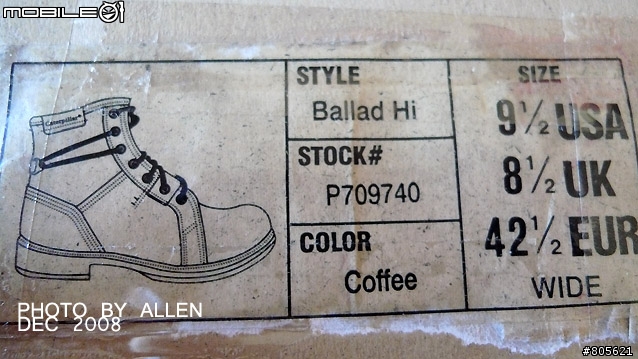 MOBILE01
STYLE
Ballad Hi
STOCK#
P709740
COLOR
Coffee
SIZE
9½ USA
8½ UK
42½ EUR
WIDE
Caterpillar
PHOTO BY ALLEN
DEC 2008
#805621